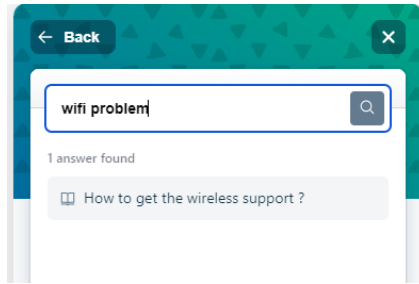 Back
wifi problem
1 answer found
How to get the wireless support ?